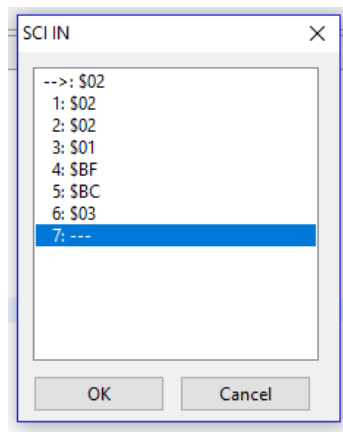 SCI IN
-->: $02
1: $02
2: $02
3: $01
4: $BF
5: $BC
6: $03
7: ---
OK Cancel